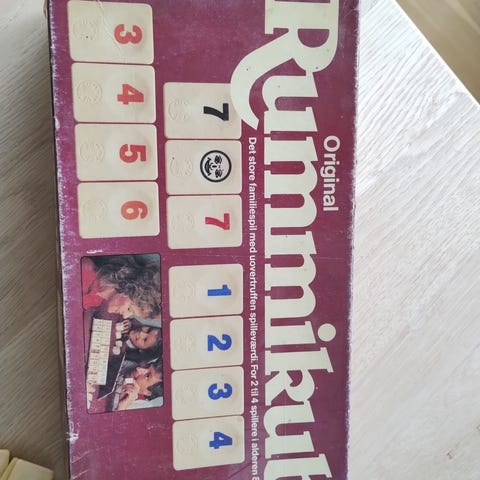 Original
Rummikub
Det store familiespil med uovertruffen spilleværdi. For 2 til 4 spillere i alderen 8
7 7 1 2 3 4
3 4 5 6